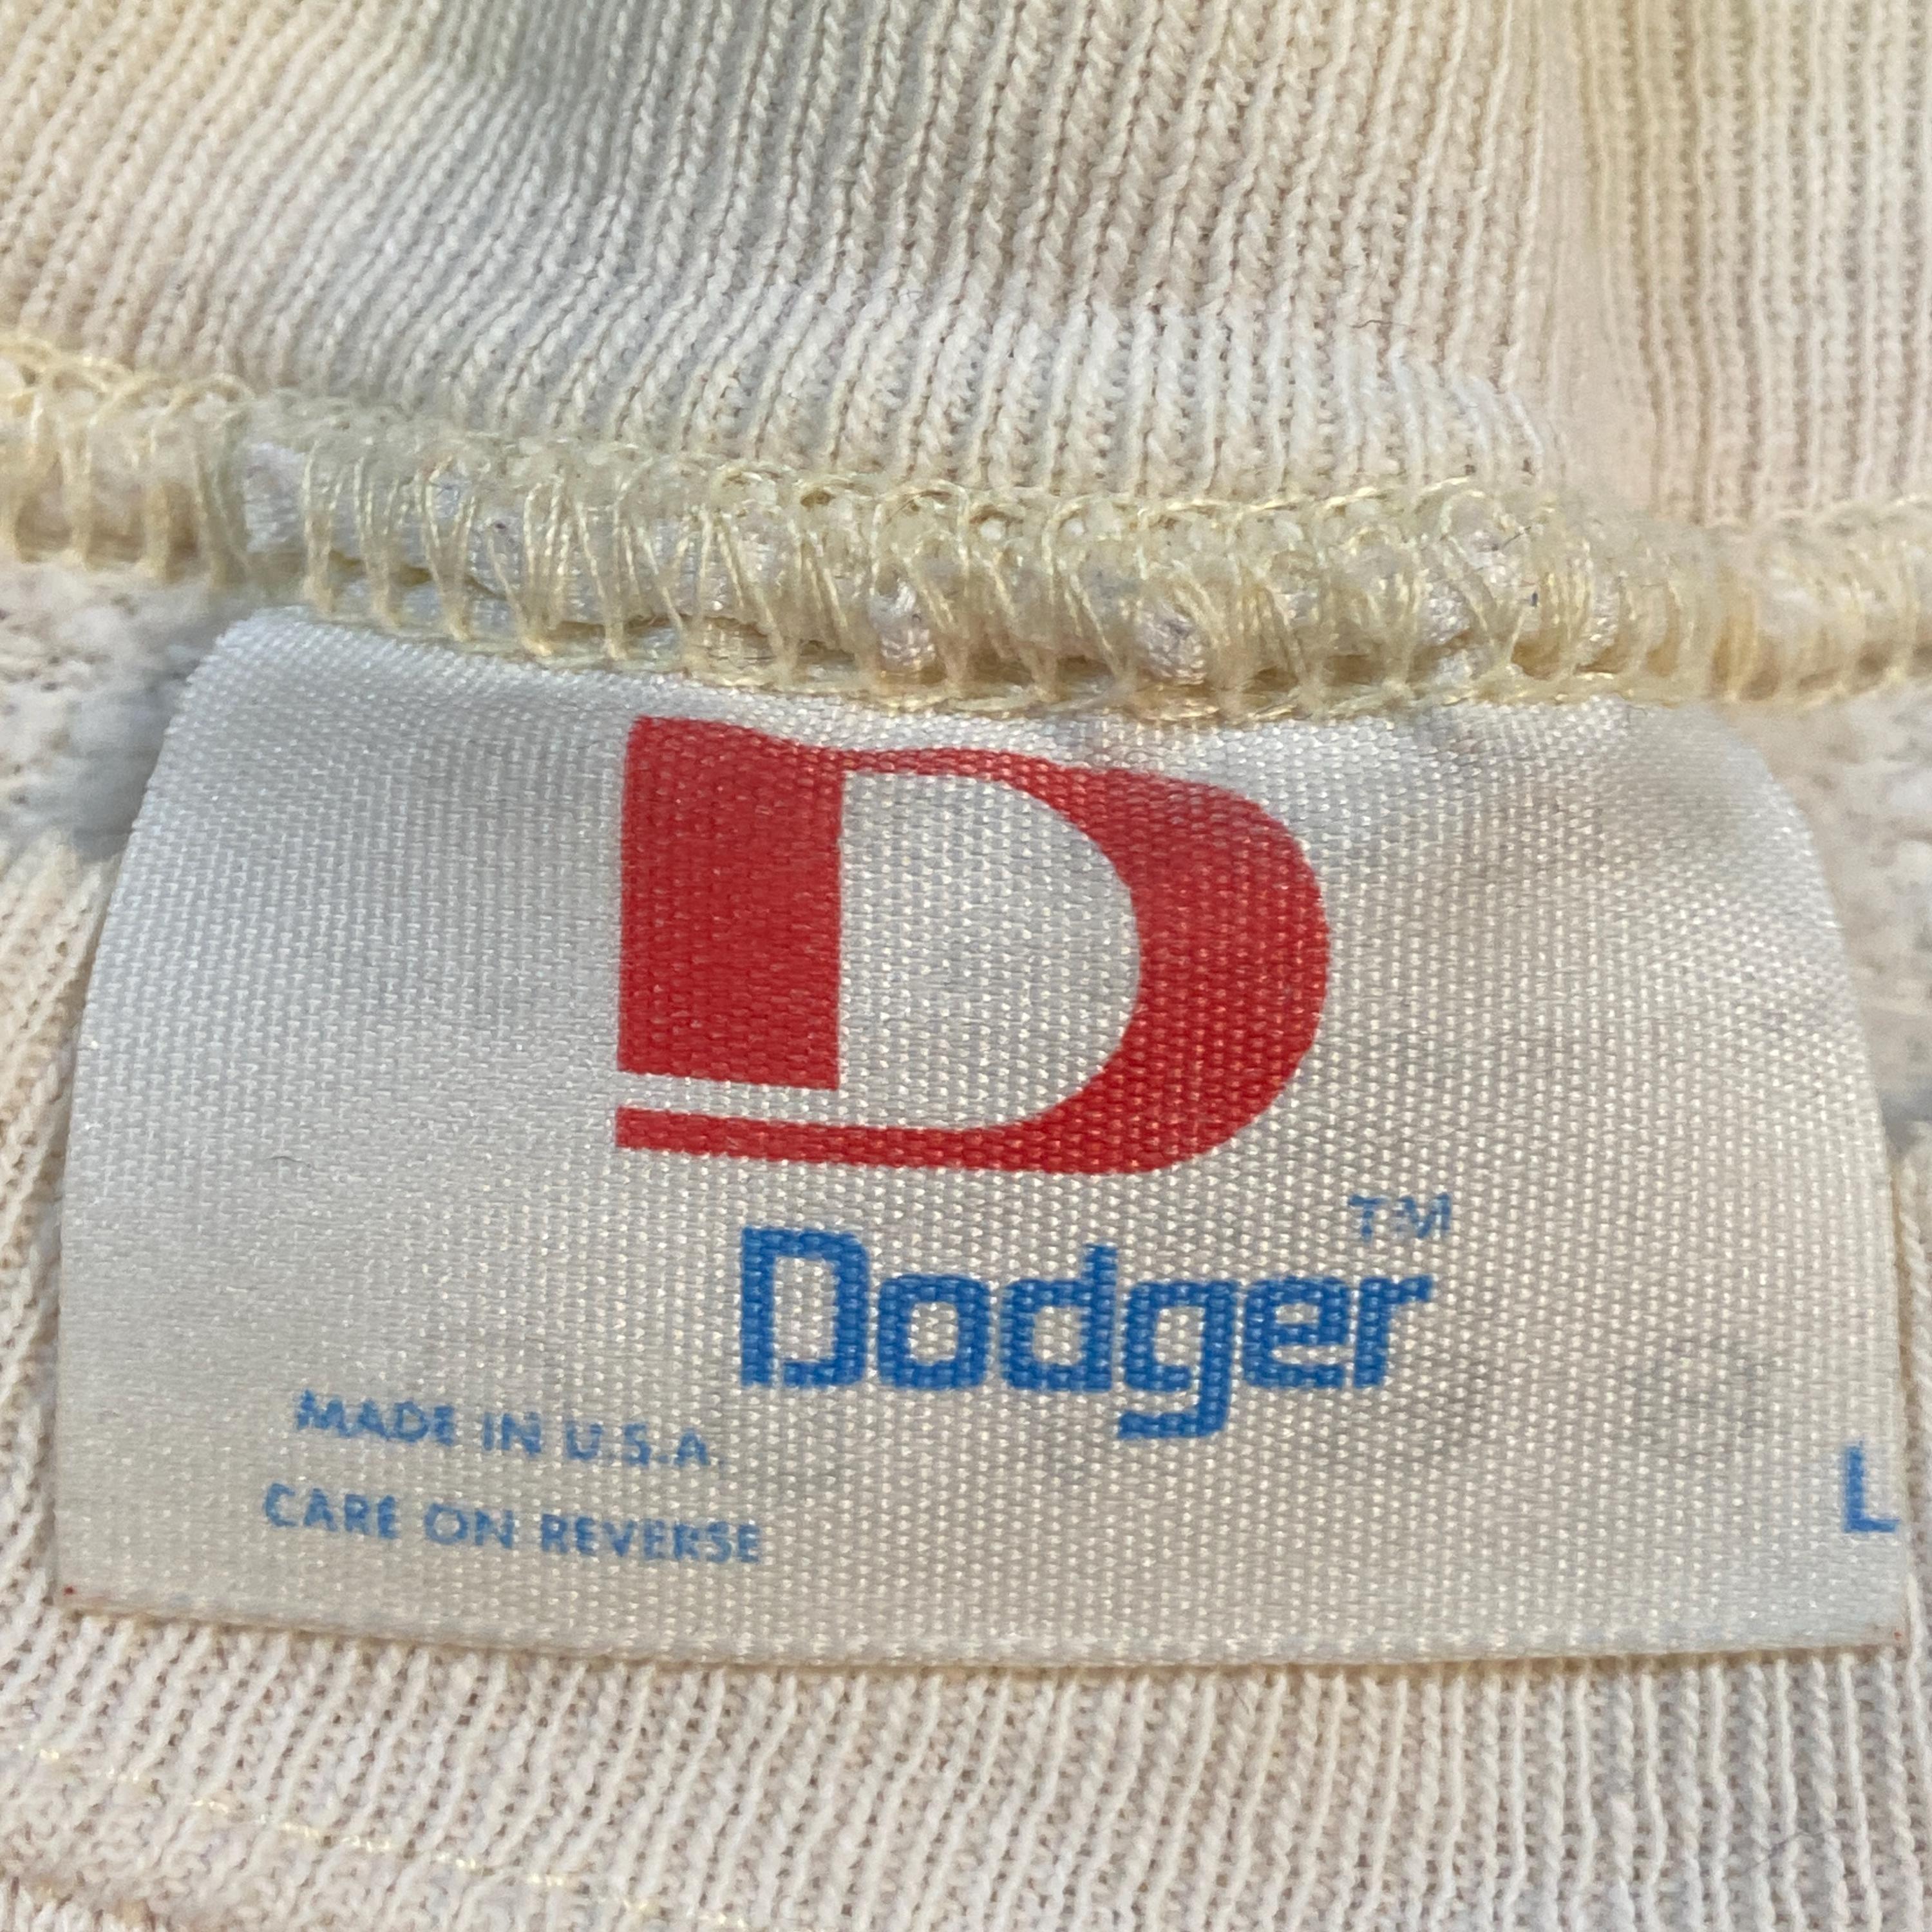 D
Dodger™
MADE IN U.S.A.
CARE ON REVERSE
L